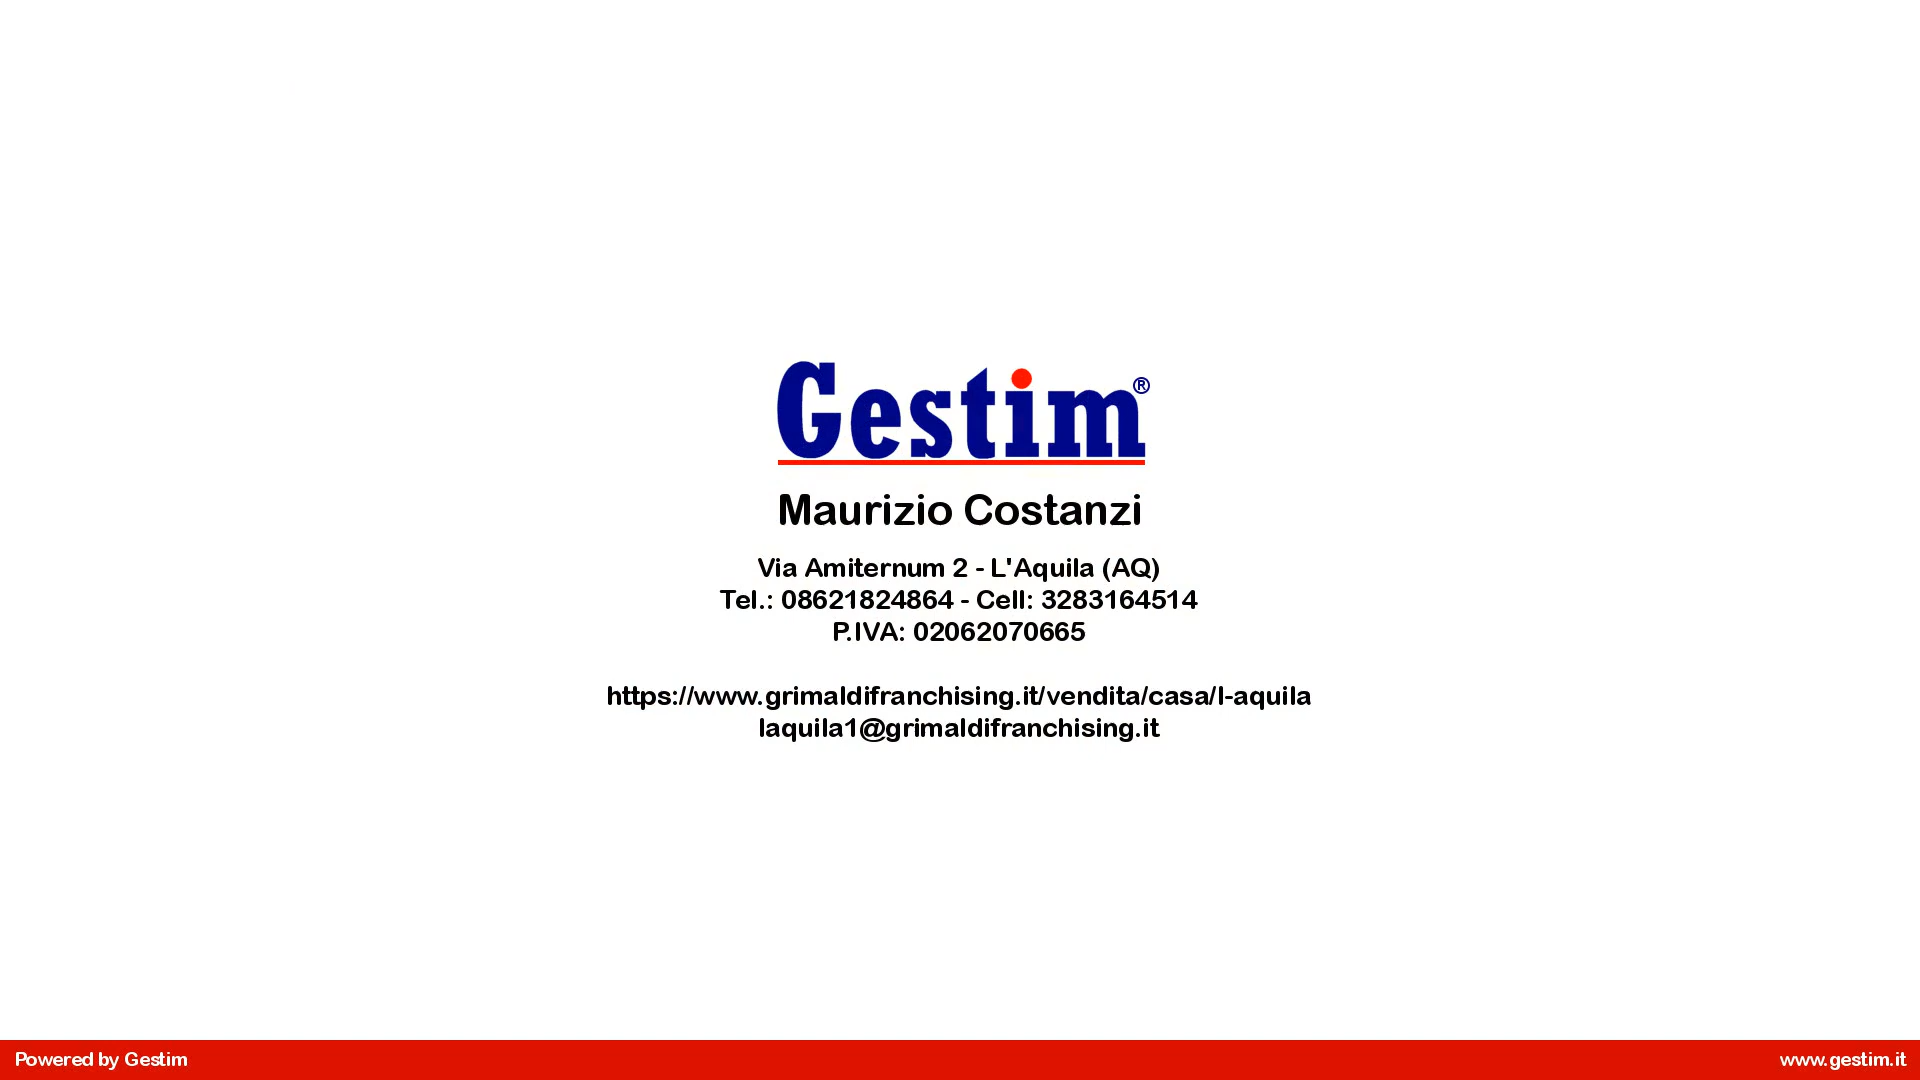 Gestim®
Maurizio Costanzi
Via Amiternum 2 - L'Aquila (AQ)
Tel.: 08621824864 - Cell: 3283164514
P.IVA: 02062070665
https://www.grimaldifranchising.it/vendita/casa/l-aquila
laquila1@grimaldifranchising.it
Powered by Gestim
www.gestim.it